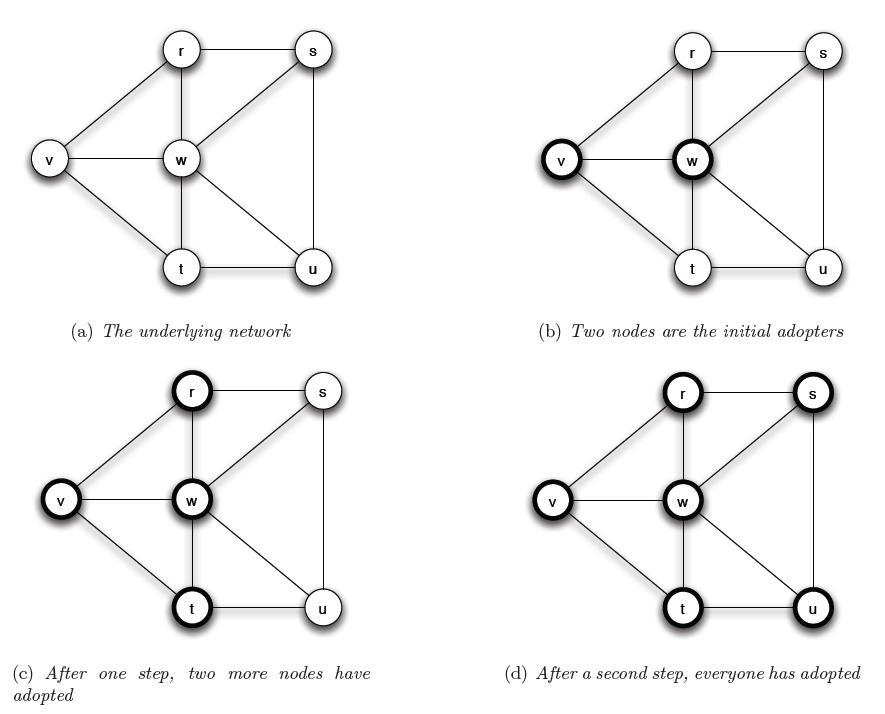 r s
v w
t u
r s
v w
t u
(a) The underlying network
(b) Two nodes are the initial adopters
r s
v w
t u
r s
v w
t u
(c) After one step, two more nodes have
adopted
(d) After a second step, everyone has adopted